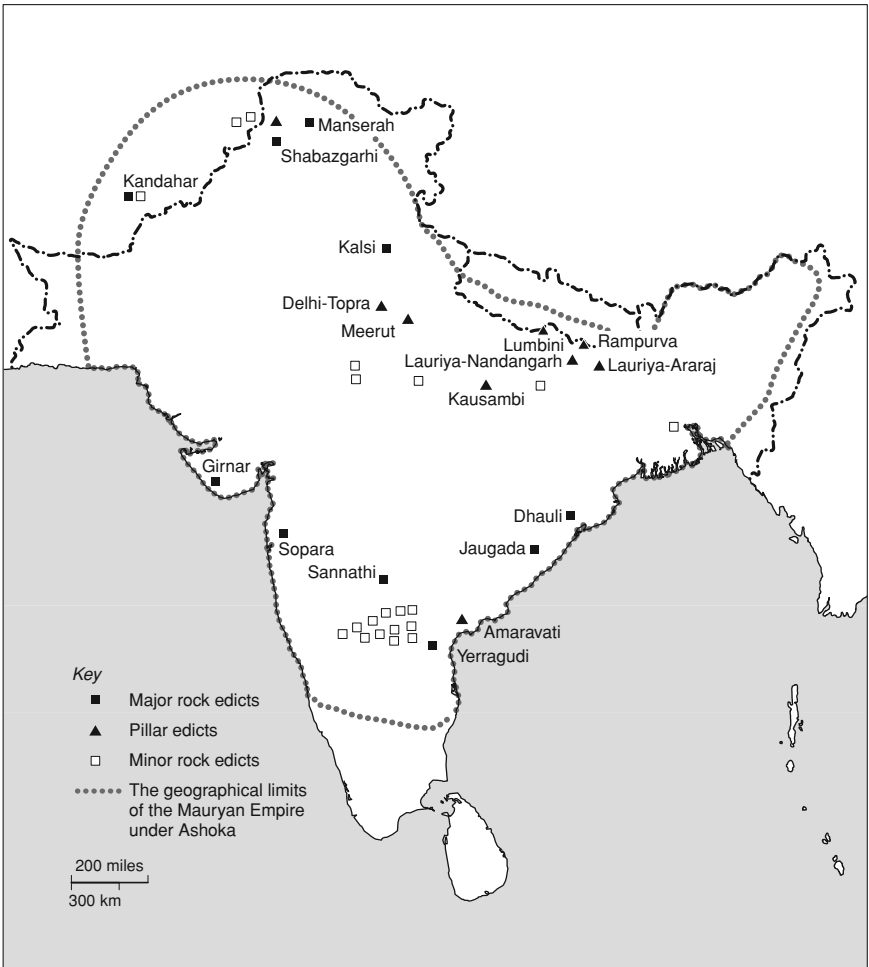 Manserah
Shabazgarhi
Kandahar
Kalsi
Delhi-Topra
Meerut
Lumbini
Rampurva
Lauriya-Nandangarh
Lauriya-Araraj
Kausambi
Girnar
Dhauli
Sopara
Jaugada
Sannathi
Amaravati
Yerragudi
Key
Major rock edicts
Pillar edicts
Minor rock edicts
The geographical limits
of the Mauryan Empire
under Ashoka
200 miles
300 km